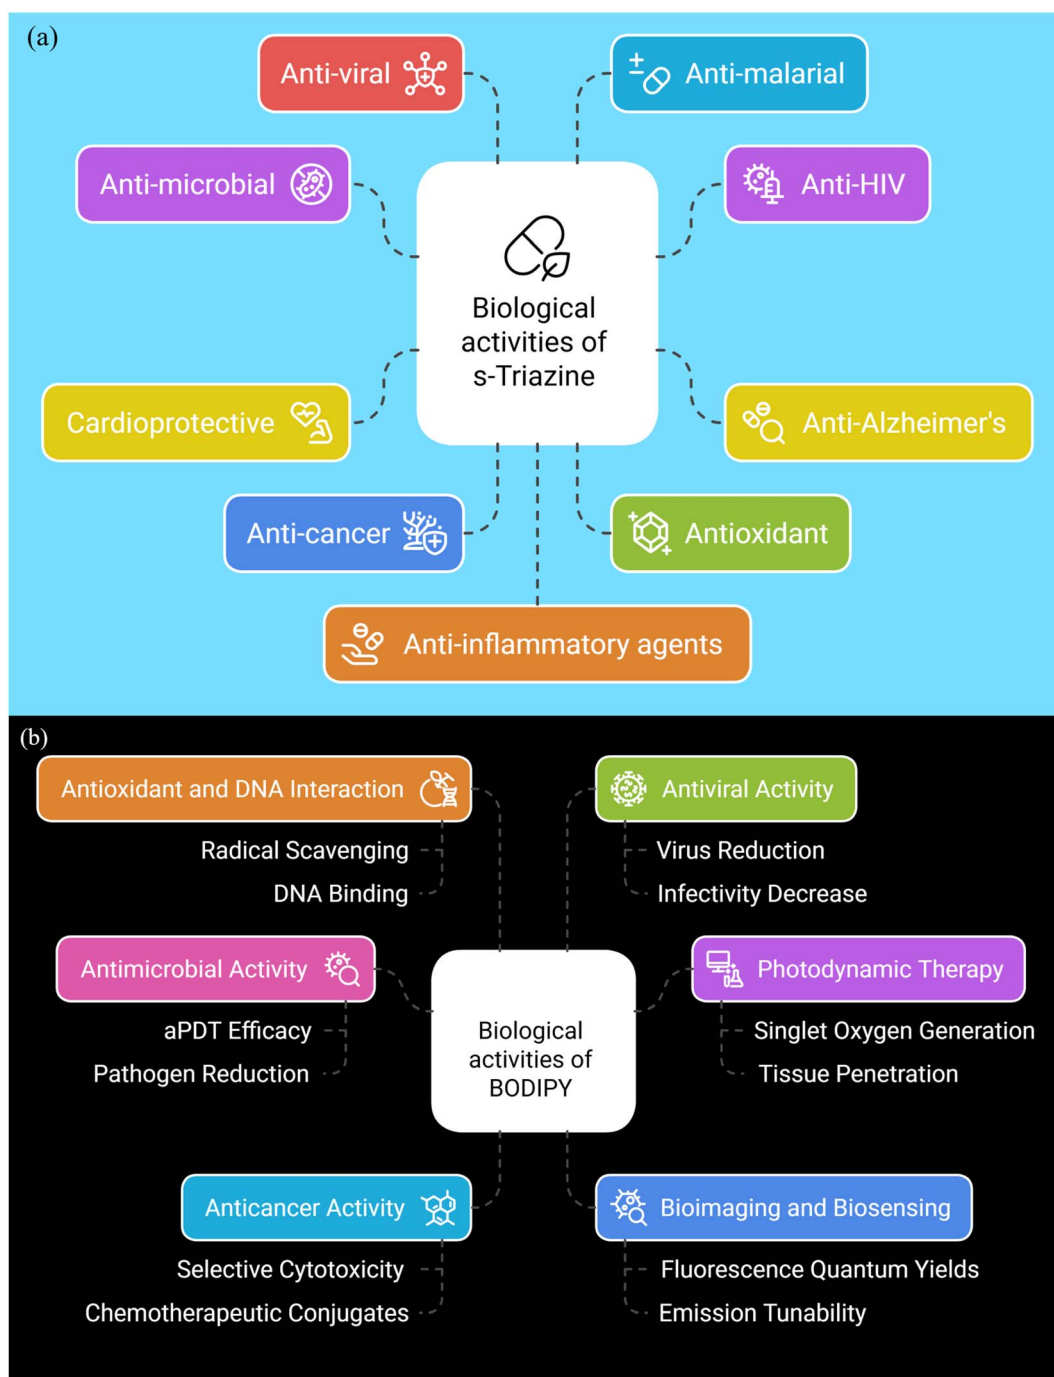 (a)
Anti-viral
Anti-malarial
Anti-microbial
Anti-HIV
Biological
activities of
s-Triazine
Cardioprotective
Anti-Alzheimer's
Anti-cancer
Antioxidant
Anti-inflammatory agents
(b)
Antioxidant and DNA Interaction
Radical Scavenging
DNA Binding
Antiviral Activity
Virus Reduction
Infectivity Decrease
Antimicrobial Activity
aPDT Efficacy
Pathogen Reduction
Photodynamic Therapy
Singlet Oxygen Generation
Tissue Penetration
Biological
activities of
BODIPY
Anticancer Activity
Selective Cytotoxicity
Chemotherapeutic Conjugates
Bioimaging and Biosensing
Fluorescence Quantum Yields
Emission Tunability